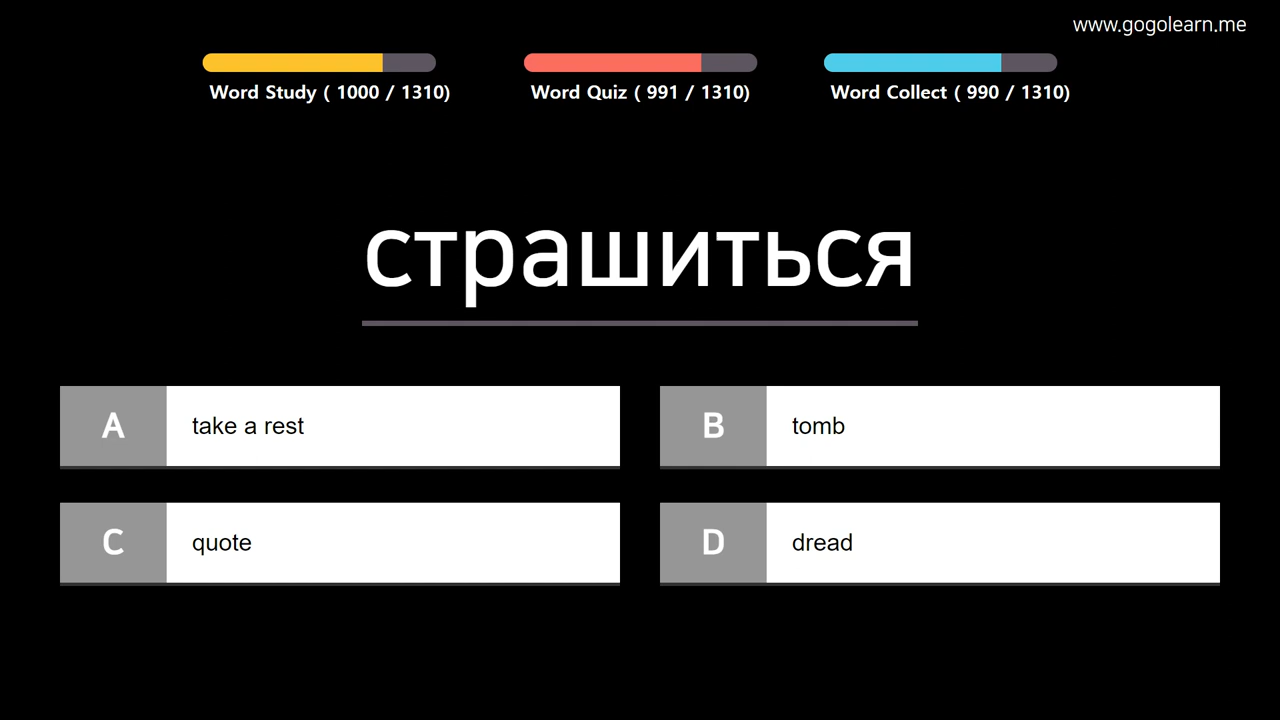 www.gogolearn.me
Word Study ( 1000 / 1310)
Word Quiz ( 991 / 1310)
Word Collect ( 990 / 1310)
страшиться
A take a rest
B tomb
C quote
D dread